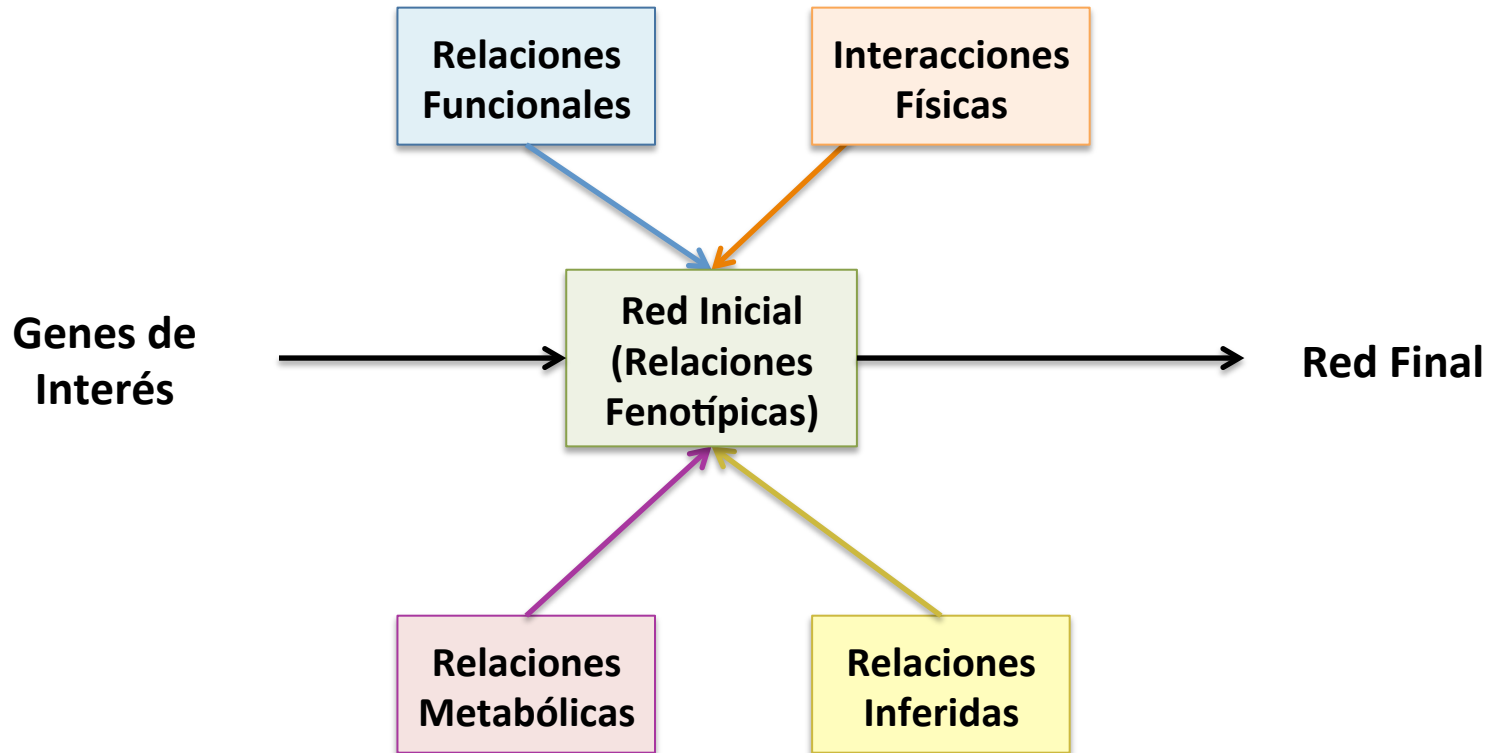 Relaciones
Funcionales
Interacciones
Físicas
Genes de
Interés
Red Inicial
(Relaciones
Fenotípicas)
Red Final
Relaciones
Metabólicas
Relaciones
Inferidas